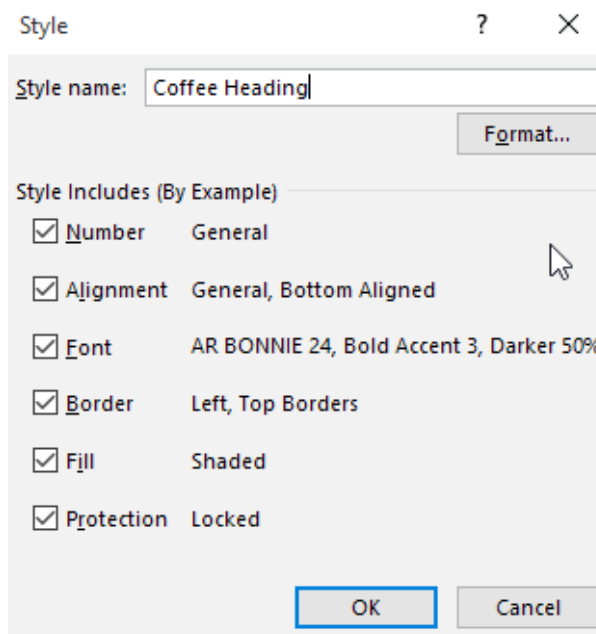 Style ?
Style name: Coffee Heading
Format...
Style Includes (By Example)
Number General
Alignment General, Bottom Aligned
Font AR BONNIE 24, Bold Accent 3, Darker 50%
Border Left, Top Borders
Fill Shaded
Protection Locked
OK Cancel